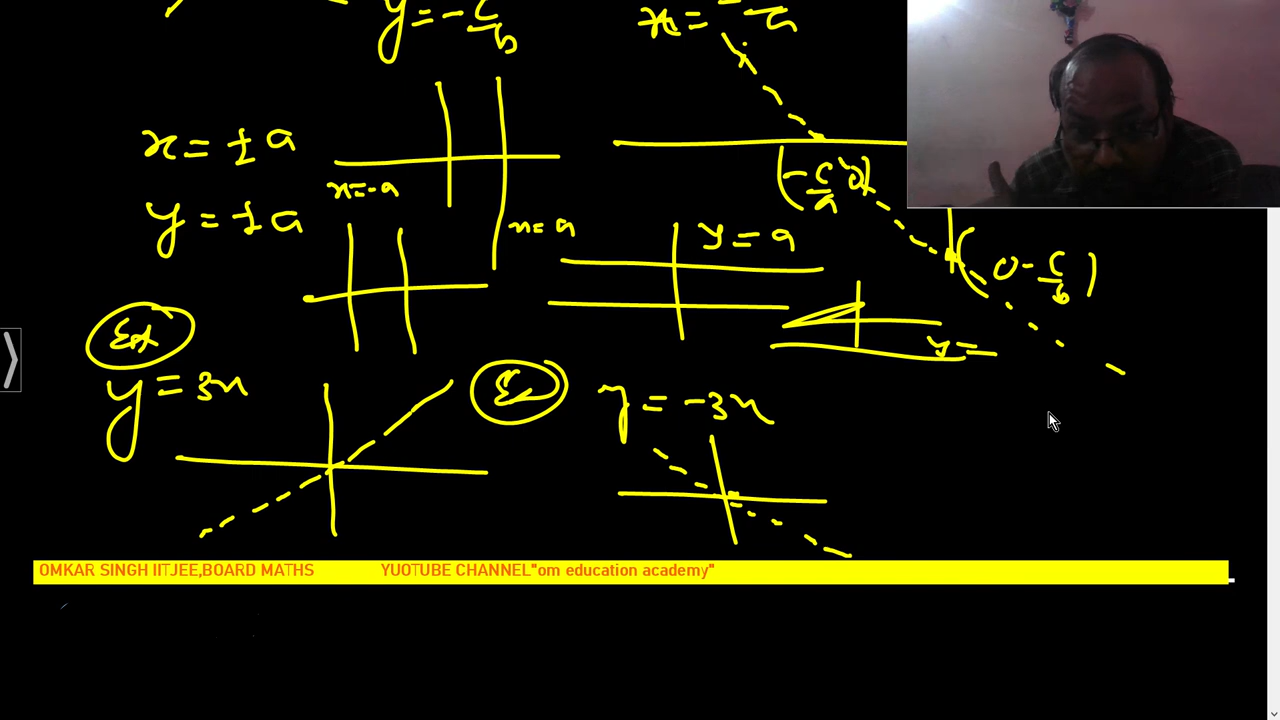 y = -c/b
x = -c/a
x = ±a
x=-a
(-c/a, 0)
y = ±a
x=a
y = a
(0 -c/b)
y =
Ex
y = 3x
Ex
y = -3x
OMKAR SINGH IITJEE,BOARD MATHS YUOTUBE CHANNEL"om education academy"